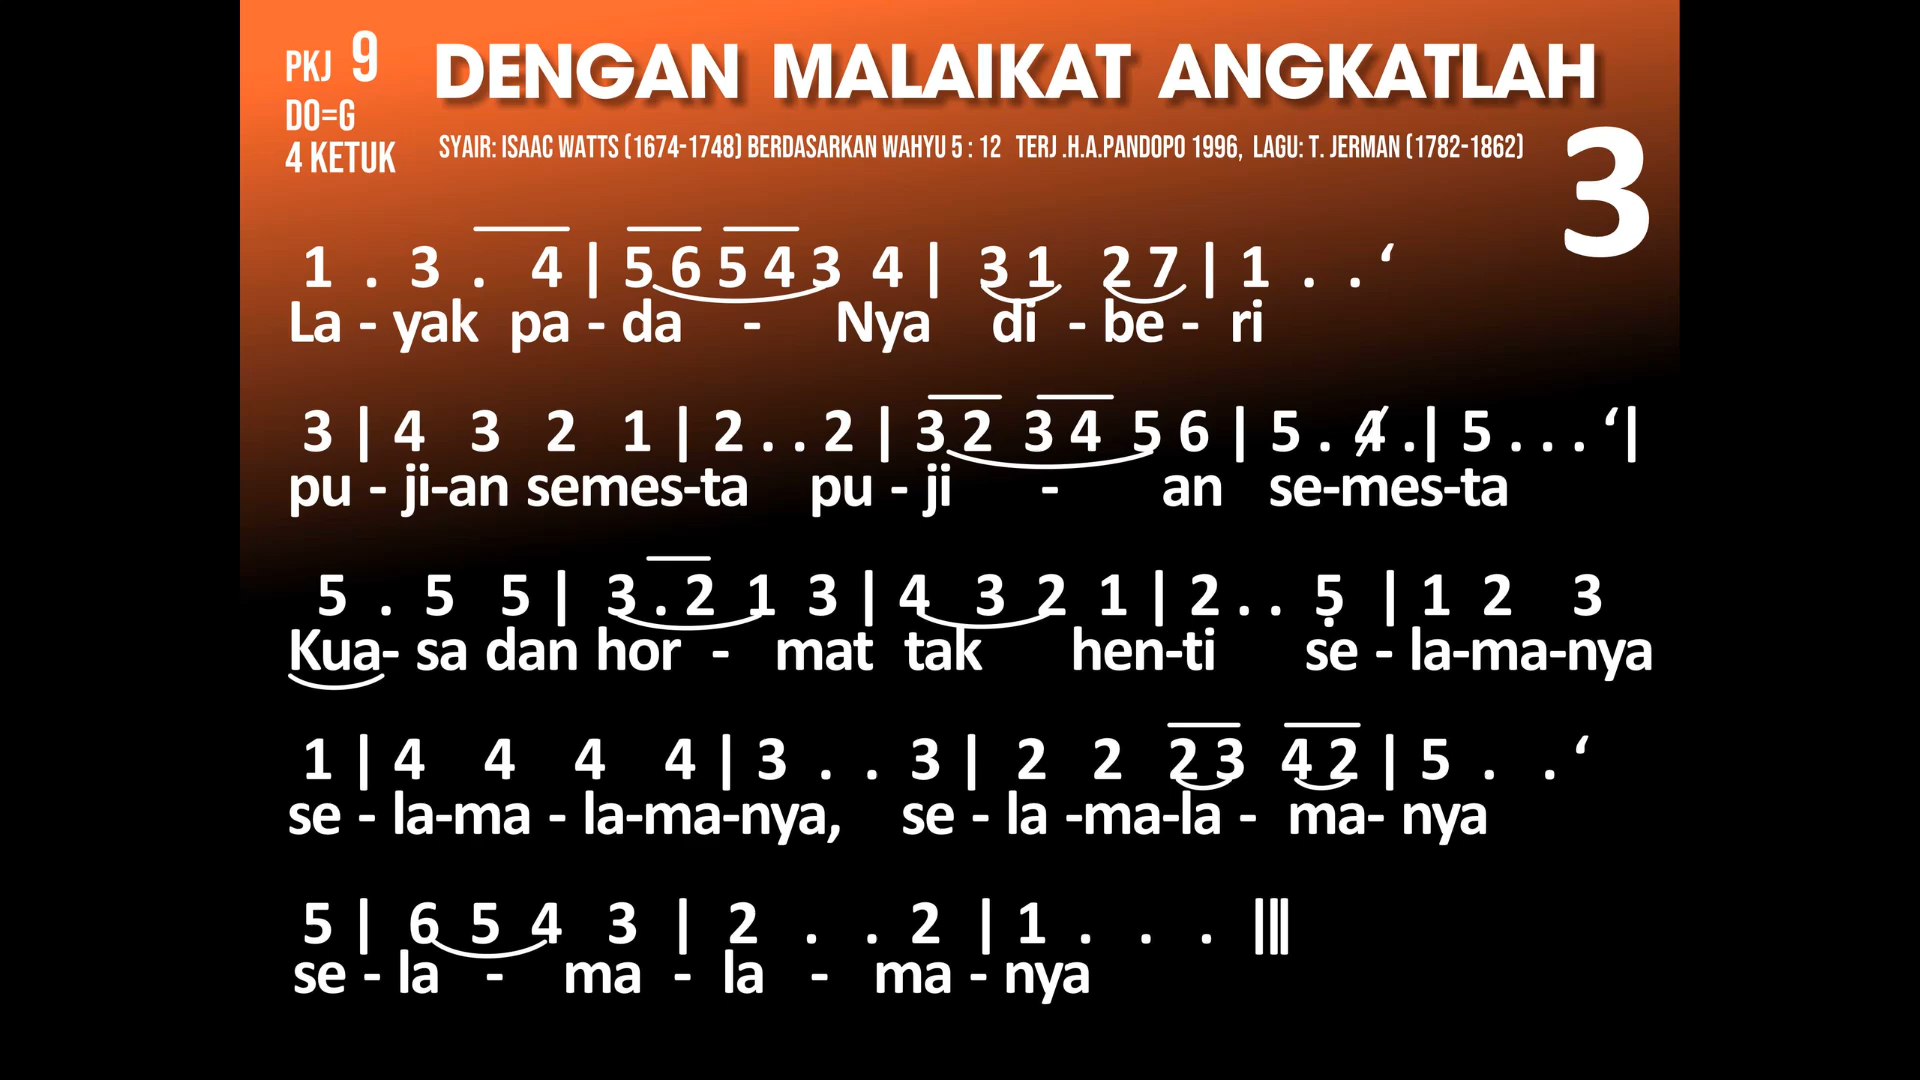 PKJ 9
DENGAN MALAIKAT ANGKATLAH
DO=G
4 KETUK
SYAIR: ISAAC WATTS (1674-1748) BERDASARKAN WAHYU 5 : 12 TERJ .H.A.PANDOPO 1996, LAGU: T. JERMAN (1782-1862)
3
1 . 3 . 4 | 5 6 5 4 3 4 | 3 1 2 7 | 1 . . ‘
La - yak pa - da - Nya di - be - ri
3 | 4 3 2 1 | 2 . . 2 | 3 2 3 4 5 6 | 5 . 4̸ . | 5 . . . ‘ |
pu - ji-an semes-ta pu - ji - an se-mes-ta
5 . 5 5 | 3 . 2 1 3 | 4 3 2 1 | 2 . . 5̣ | 1 2 3
Kua- sa dan hor - mat tak hen-ti se - la-ma-nya
1 | 4 4 4 4 | 3 . . 3 | 2 2 2 3 4 2 | 5 . . ‘
se - la-ma - la-ma-nya, se - la -ma-la - ma- nya
5 | 6 5 4 3 | 2 . . 2 | 1 . . . |||
se - la - ma - la - ma - nya